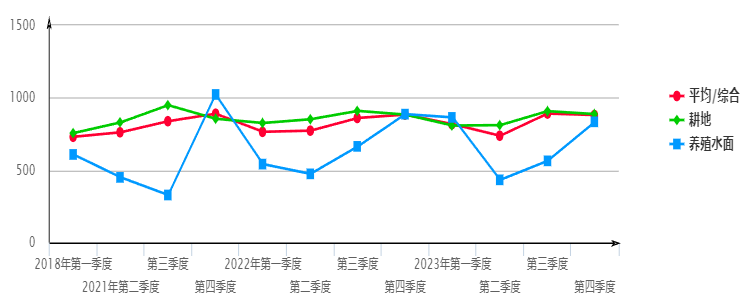 1500
1000
500
0
2018年第一季度
2021年第二季度
第三季度
第四季度
2022年第一季度
第二季度
第三季度
第四季度
2023年第一季度
第二季度
第三季度
第四季度
平均/综合
耕地
养殖水面